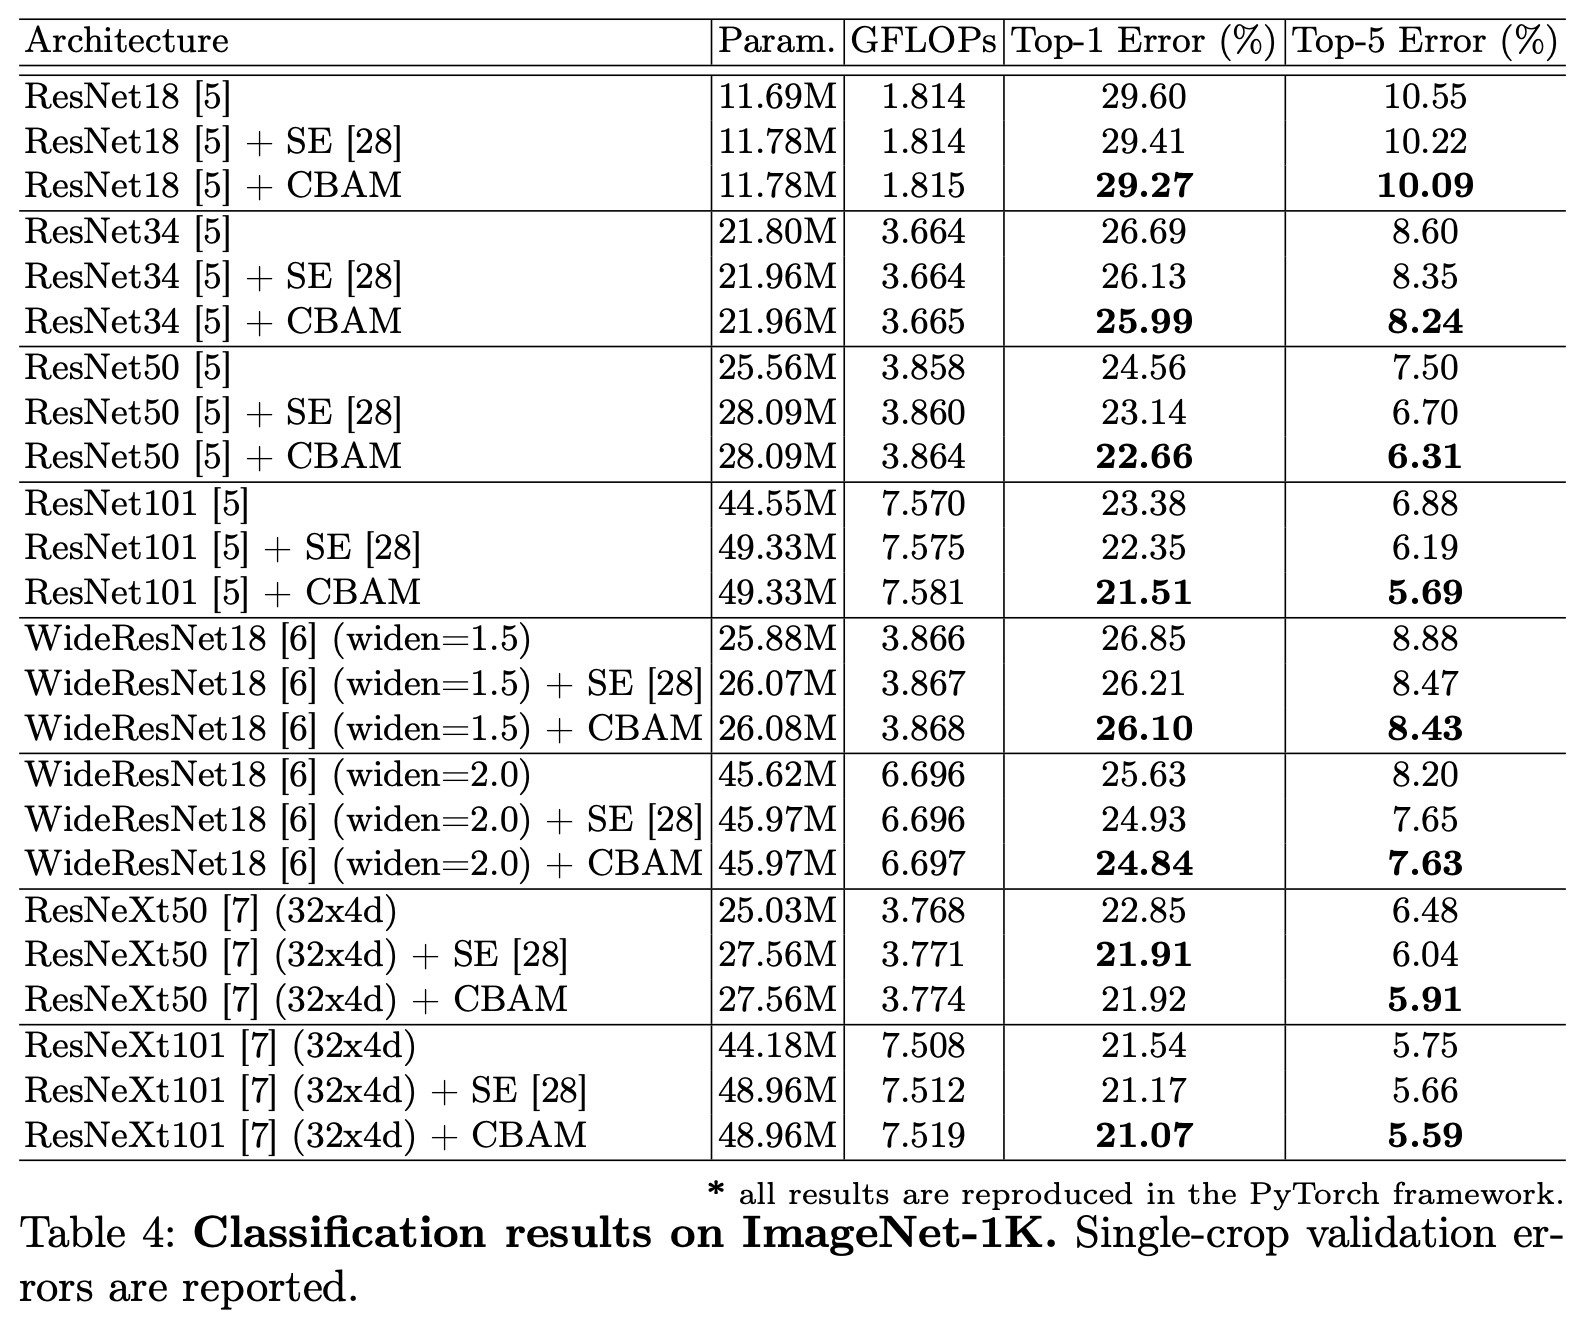 Architecture Param. GFLOPs Top-1 Error (%) Top-5 Error (%)
ResNet18 [5] 11.69M 1.814 29.60 10.55
ResNet18 [5] + SE [28] 11.78M 1.814 29.41 10.22
ResNet18 [5] + CBAM 11.78M 1.815 29.27 10.09
ResNet34 [5] 21.80M 3.664 26.69 8.60
ResNet34 [5] + SE [28] 21.96M 3.664 26.13 8.35
ResNet34 [5] + CBAM 21.96M 3.665 25.99 8.24
ResNet50 [5] 25.56M 3.858 24.56 7.50
ResNet50 [5] + SE [28] 28.09M 3.860 23.14 6.70
ResNet50 [5] + CBAM 28.09M 3.864 22.66 6.31
ResNet101 [5] 44.55M 7.570 23.38 6.88
ResNet101 [5] + SE [28] 49.33M 7.575 22.35 6.19
ResNet101 [5] + CBAM 49.33M 7.581 21.51 5.69
WideResNet18 [6] (widen=1.5) 25.88M 3.866 26.85 8.88
WideResNet18 [6] (widen=1.5) + SE [28] 26.07M 3.867 26.21 8.47
WideResNet18 [6] (widen=1.5) + CBAM 26.08M 3.868 26.10 8.43
WideResNet18 [6] (widen=2.0) 45.62M 6.696 25.63 8.20
WideResNet18 [6] (widen=2.0) + SE [28] 45.97M 6.696 24.93 7.65
WideResNet18 [6] (widen=2.0) + CBAM 45.97M 6.697 24.84 7.63
ResNeXt50 [7] (32x4d) 25.03M 3.768 22.85 6.48
ResNeXt50 [7] (32x4d) + SE [28] 27.56M 3.771 21.91 6.04
ResNeXt50 [7] (32x4d) + CBAM 27.56M 3.774 21.92 5.91
ResNeXt101 [7] (32x4d) 44.18M 7.508 21.54 5.75
ResNeXt101 [7] (32x4d) + SE [28] 48.96M 7.512 21.17 5.66
ResNeXt101 [7] (32x4d) + CBAM 48.96M 7.519 21.07 5.59
* all results are reproduced in the PyTorch framework.
Table 4: Classification results on ImageNet-1K. Single-crop validation er-
rors are reported.